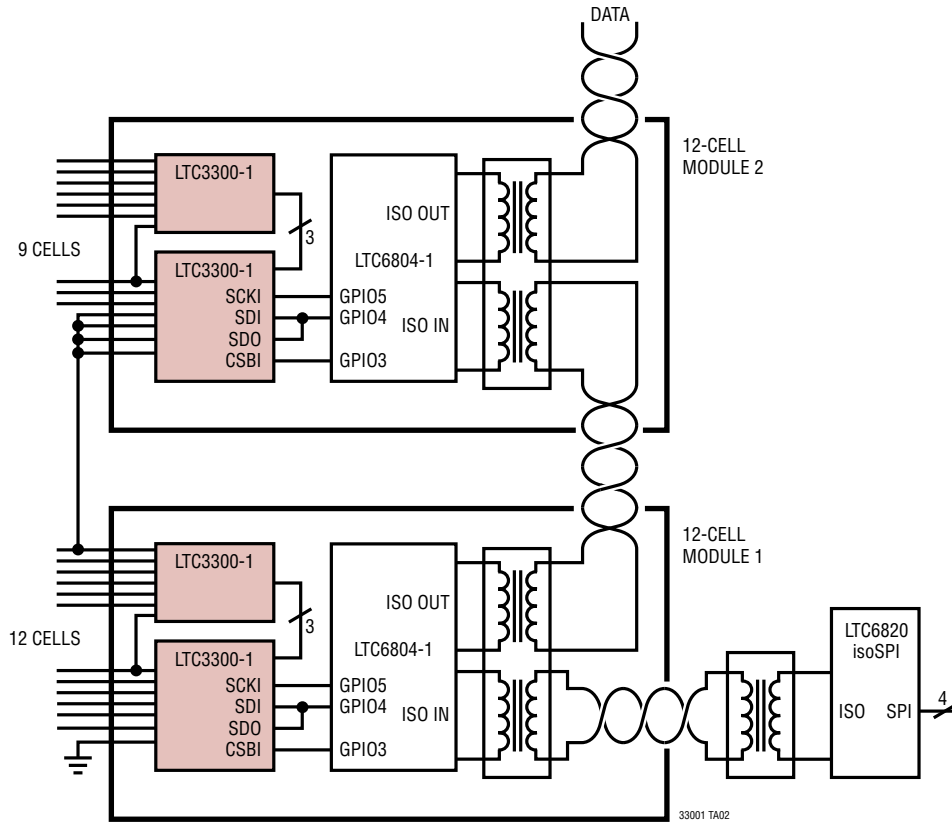 DATA
12-CELL
MODULE 2
LTC3300-1
3
9 CELLS
LTC3300-1
SCKI
SDI
SDO
CSBI
ISO OUT
LTC6804-1
GPIO5
GPIO4
ISO IN
GPIO3
12-CELL
MODULE 1
LTC3300-1
3
12 CELLS
LTC3300-1
SCKI
SDI
SDO
CSBI
ISO OUT
LTC6804-1
GPIO5
GPIO4
ISO IN
GPIO3
LTC6820
isoSPI
ISO SPI
4
33001 TA02